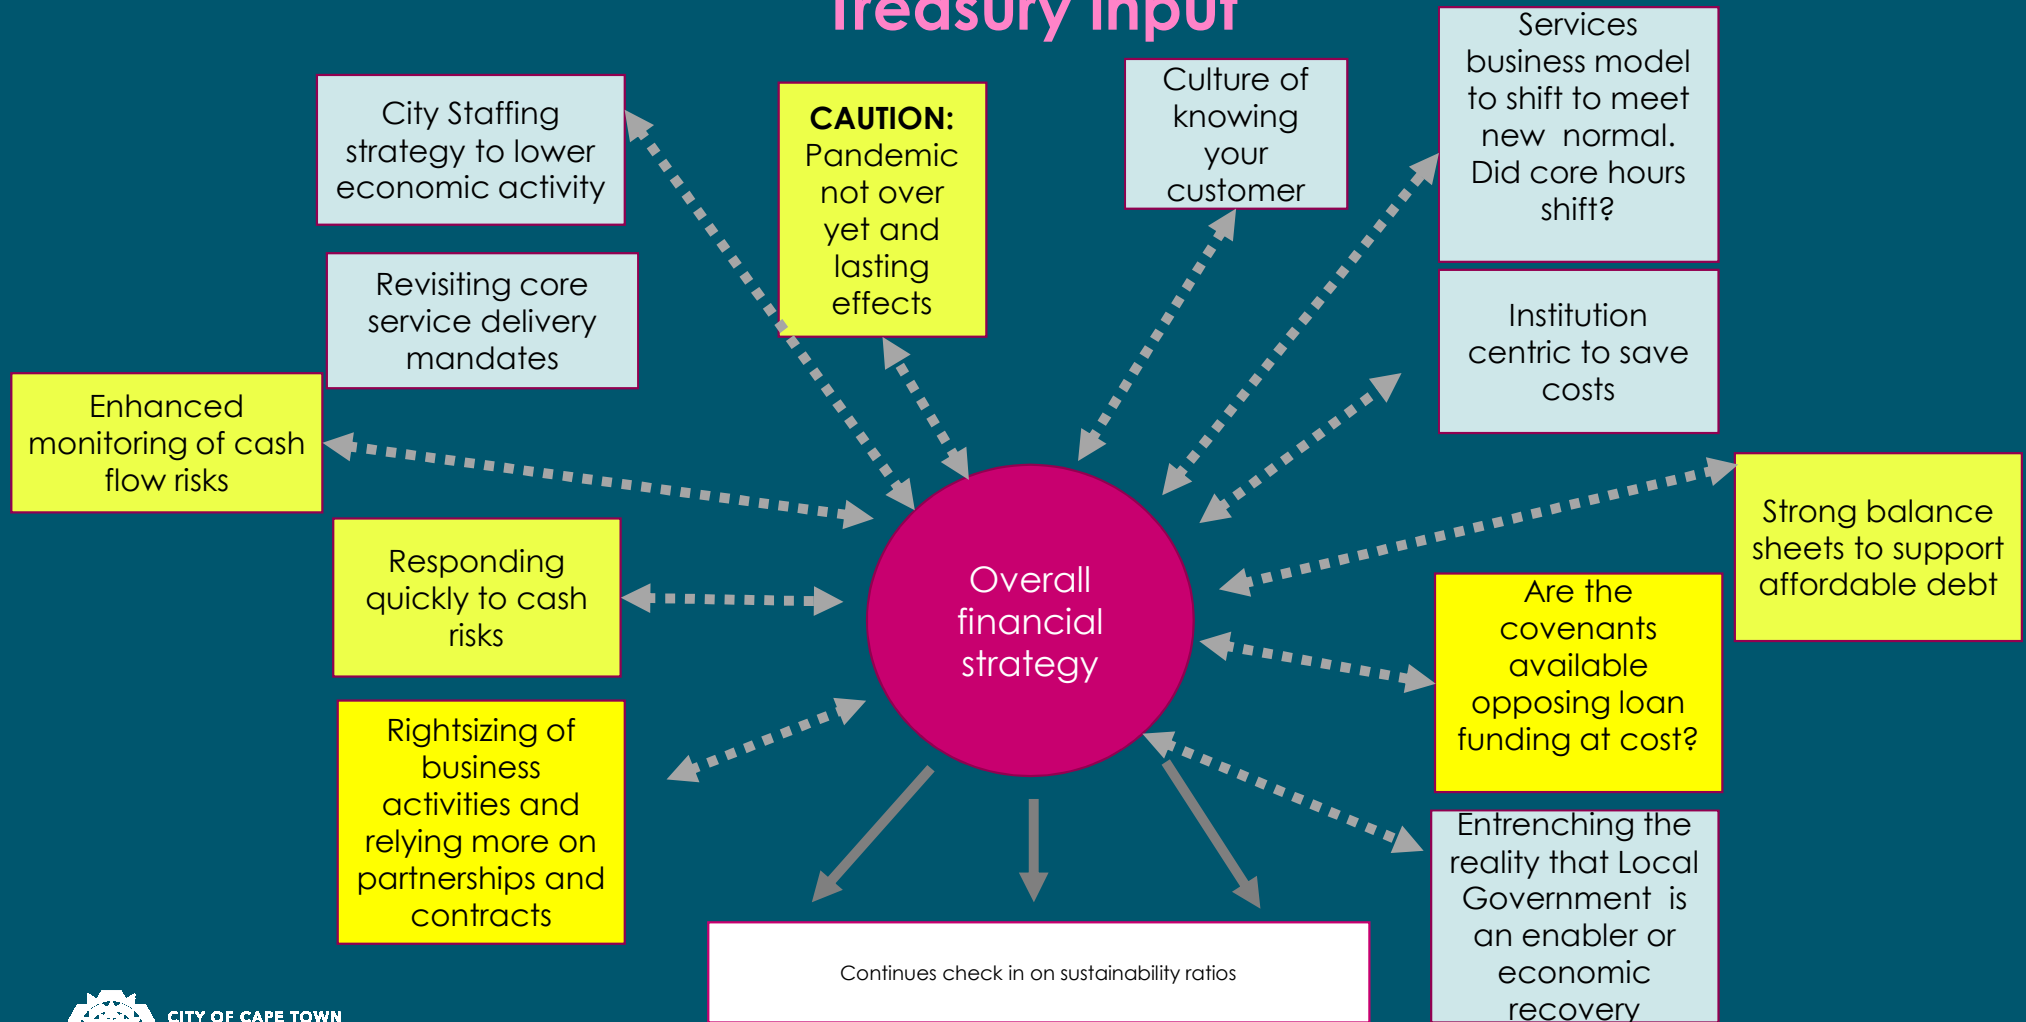 Treasury Input
City Staffing
strategy to lower
economic activity
CAUTION:
Pandemic
not over
yet and
lasting
effects
Culture of
knowing
your
customer
Services
business model
to shift to meet
new normal.
Did core hours
shift?
Revisiting core
service delivery
mandates
Institution
centric to save
costs
Enhanced
monitoring of cash
flow risks
Strong balance
sheets to support
affordable debt
Responding
quickly to cash
risks
Overall
financial
strategy
Are the
covenants
available
opposing loan
funding at cost?
Rightsizing of
business
activities and
relying more on
partnerships and
contracts
Entrenching the
reality that Local
Government is
an enabler or
economic
recovery
Continues check in on sustainability ratios
CITY OF CAPE TOWN